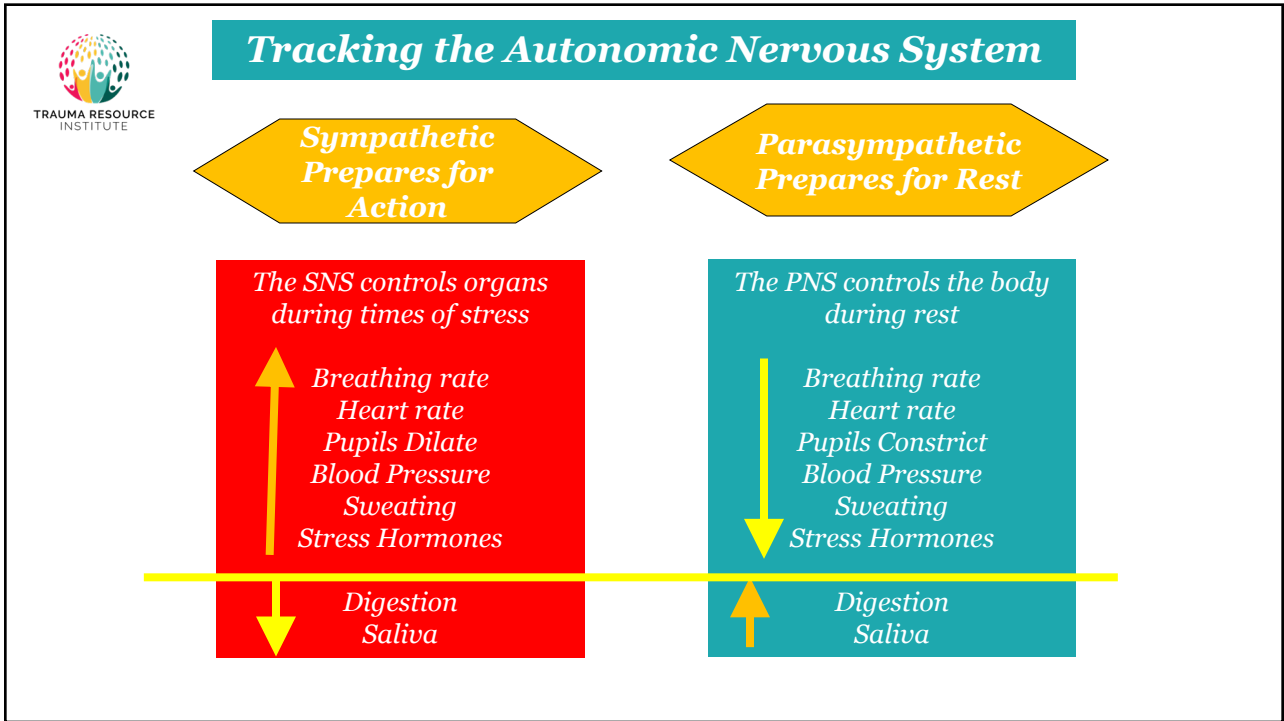 Tracking the Autonomic Nervous System
TRAUMA RESOURCE
INSTITUTE
Sympathetic
Prepares for
Action
Parasympathetic
Prepares for Rest
The SNS controls organs
during times of stress
Breathing rate
Heart rate
Pupils Dilate
Blood Pressure
Sweating
Stress Hormones
Digestion
Saliva
The PNS controls the body
during rest
Breathing rate
Heart rate
Pupils Constrict
Blood Pressure
Sweating
Stress Hormones
Digestion
Saliva